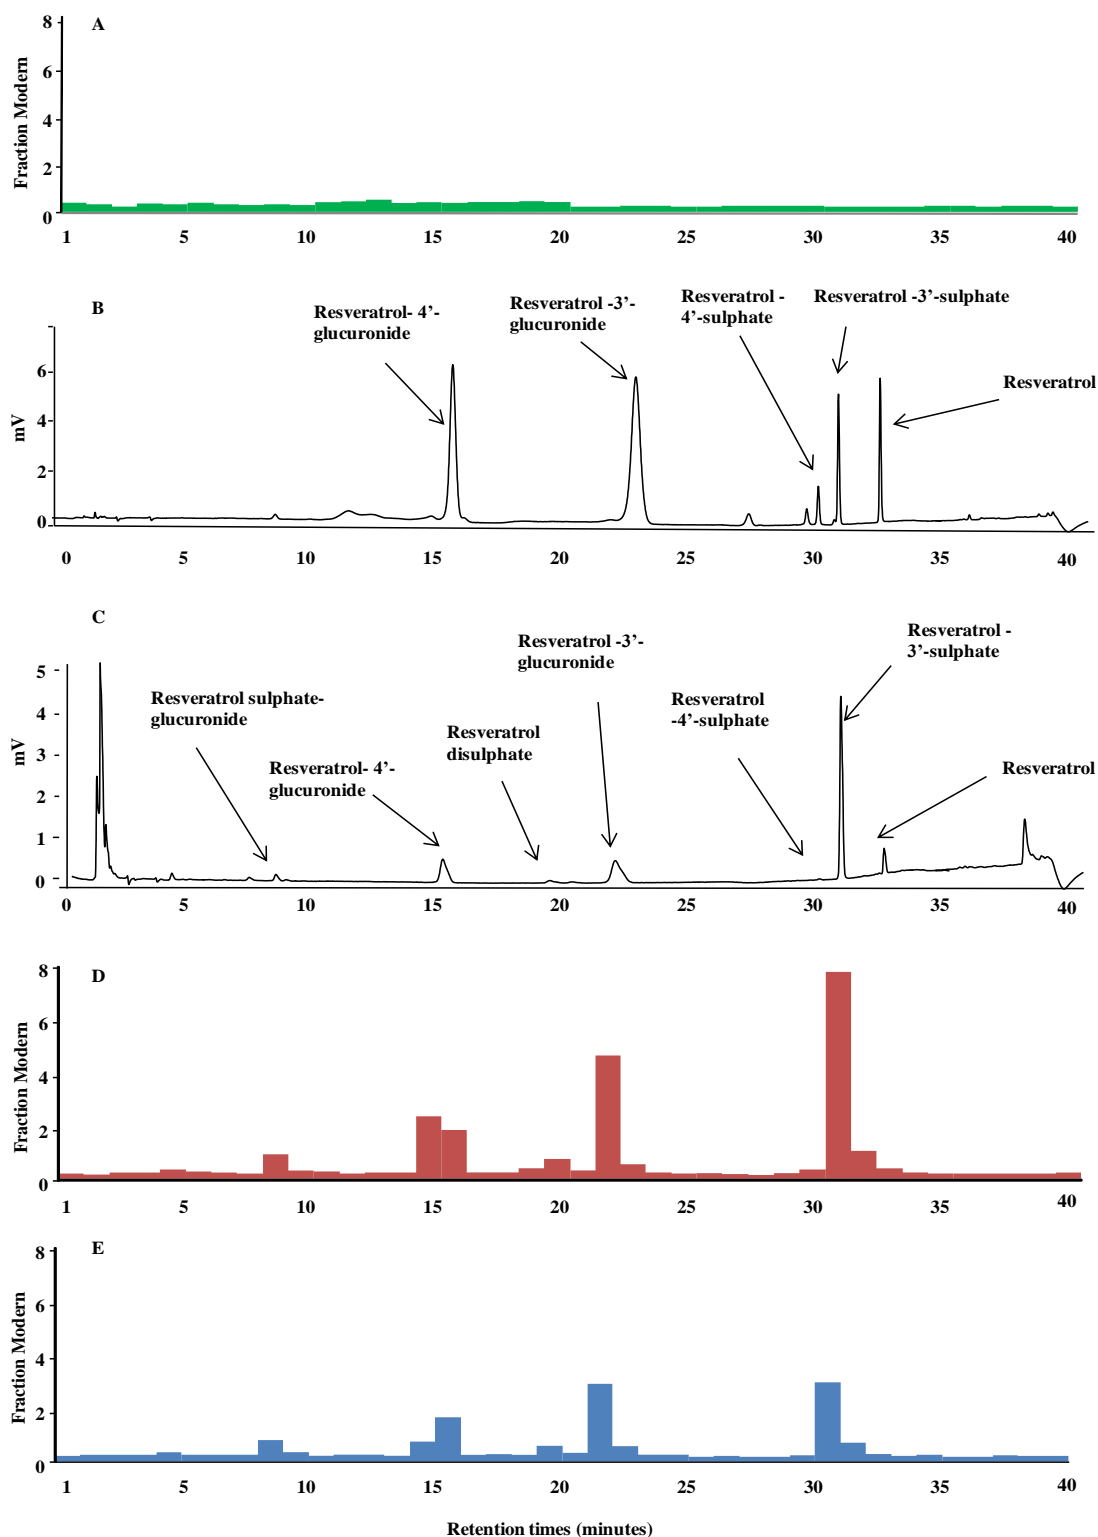 A
8
6
4
2
0
Fraction Modern
1 5 10 15 20 25 30 35 40
B
Resveratrol- 4’-
glucuronide
Resveratrol -3’-
glucuronide
Resveratrol -
4’-sulphate
Resveratrol -3’-sulphate
Resveratrol
6
4
2
0
mV
0 5 10 15 20 25 30 35 40
C
Resveratrol sulphate-
glucuronide
Resveratrol- 4’-
glucuronide
Resveratrol
disulphate
Resveratrol -3’-
glucuronide
Resveratrol
-4’-sulphate
Resveratrol -
3’-sulphate
Resveratrol
5
4
3
2
1
0
mV
0 5 10 15 20 25 30 35 40
D
8
6
4
2
0
Fraction Modern
1 5 10 15 20 25 30 35 40
E
8
6
4
2
0
Fraction Modern
1 5 10 15 20 25 30 35 40
Retention times (minutes)